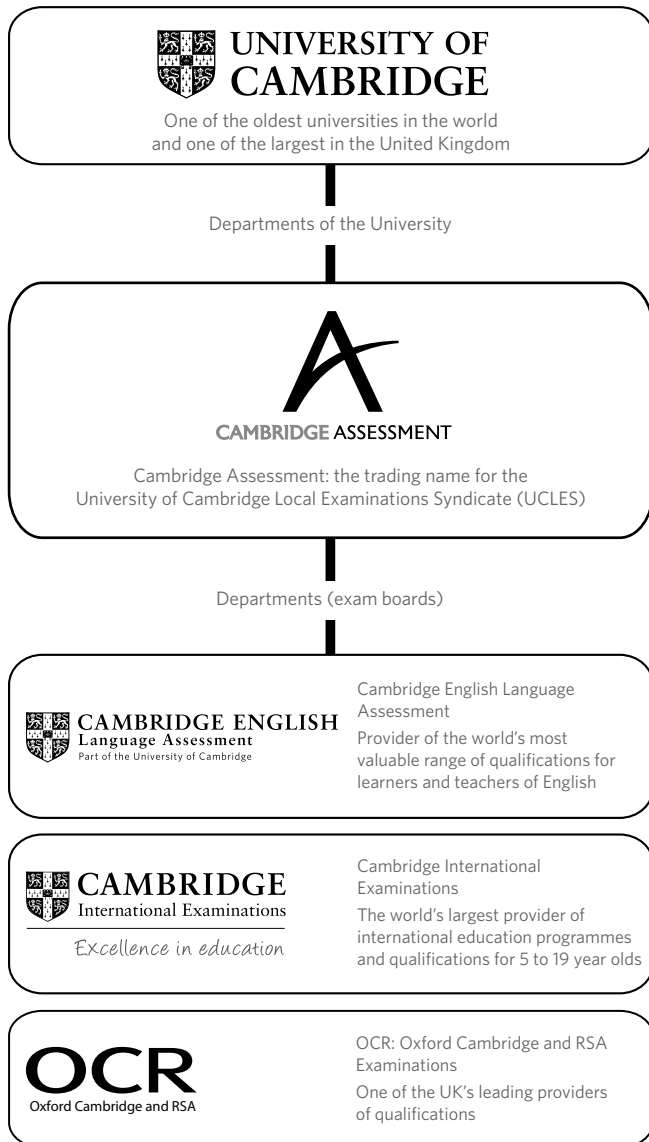 UNIVERSITY OF
CAMBRIDGE
One of the oldest universities in the world
and one of the largest in the United Kingdom
Departments of the University
CAMBRIDGE ASSESSMENT
Cambridge Assessment: the trading name for the
University of Cambridge Local Examinations Syndicate (UCLES)
Departments (exam boards)
CAMBRIDGE ENGLISH
Language Assessment
Part of the University of Cambridge
Cambridge English Language
Assessment
Provider of the world's most
valuable range of qualifications for
learners and teachers of English
CAMBRIDGE
International Examinations
Excellence in education
Cambridge International
Examinations
The world's largest provider of
international education programmes
and qualifications for 5 to 19 year olds
OCR
Oxford Cambridge and RSA
OCR: Oxford Cambridge and RSA
Examinations
One of the UK's leading providers
of qualifications